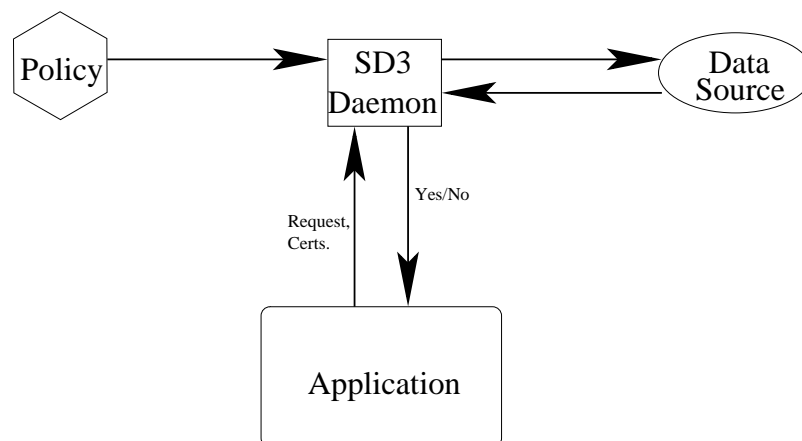 Policy
SD3
Daemon
Data
Source
Yes/No
Request,
Certs.
Application